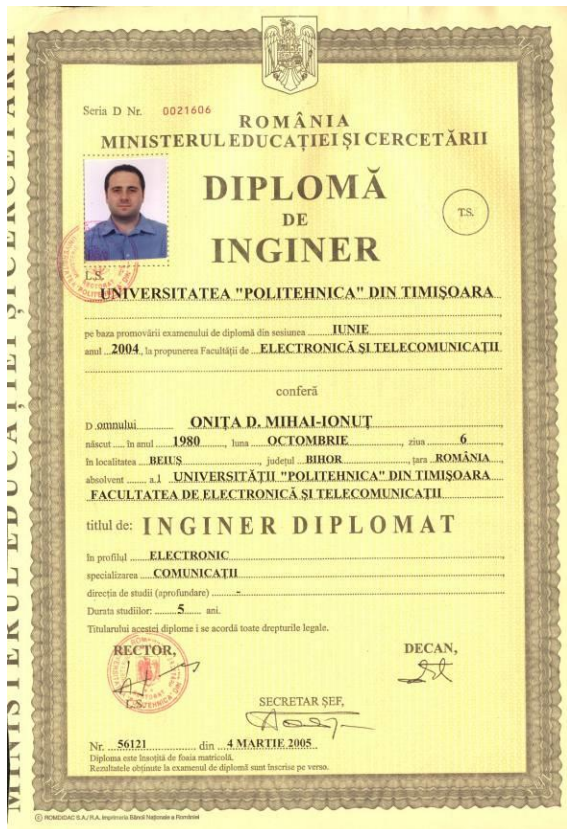 Seria D Nr. 0021606
ROMÂNIA
MINISTERUL EDUCAȚIEI ȘI CERCETĂRII
DIPLOMĂ
DE
INGINER
T.S.
L.S.
UNIVERSITATEA "POLITEHNICA" DIN TIMIȘOARA
pe baza promovării examenului de diplomă din sesiunea IUNIE
anul 2004, la propunerea Facultății de ELECTRONICĂ ȘI TELECOMUNICAȚII
conferă
D omnului ONIȚA D. MIHAI-IONUȚ
născut în anul 1980, luna OCTOMBRIE, ziua 6
în localitatea BEIUȘ, județul BIHOR, țara ROMÂNIA
absolvent a.l UNIVERSITĂȚII "POLITEHNICA" DIN TIMIȘOARA
FACULTATEA DE ELECTRONICĂ ȘI TELECOMUNICAȚII
titlul de: INGINER DIPLOMAT
în profilul ELECTRONIC,
specializarea COMUNICAȚII
direcția de studii (aprofundare) -
Durata studiilor: 5 ani.
Titularului acestei diplome i se acordă toate drepturile legale.
RECTOR, DECAN,
L.S.
SECRETAR ȘEF,
Nr. 56121 din 4 MARTIE 2005
Diploma este însoțită de foaia matricolă.
Rezultatele obținute la examenul de diplomă sunt înscrise pe verso.
© ROMDIDAC S.A./ R.A. Imprimeria Băncii Naționale a României
MINISTERUL EDUCAȚIEI ȘI CERCETĂRII